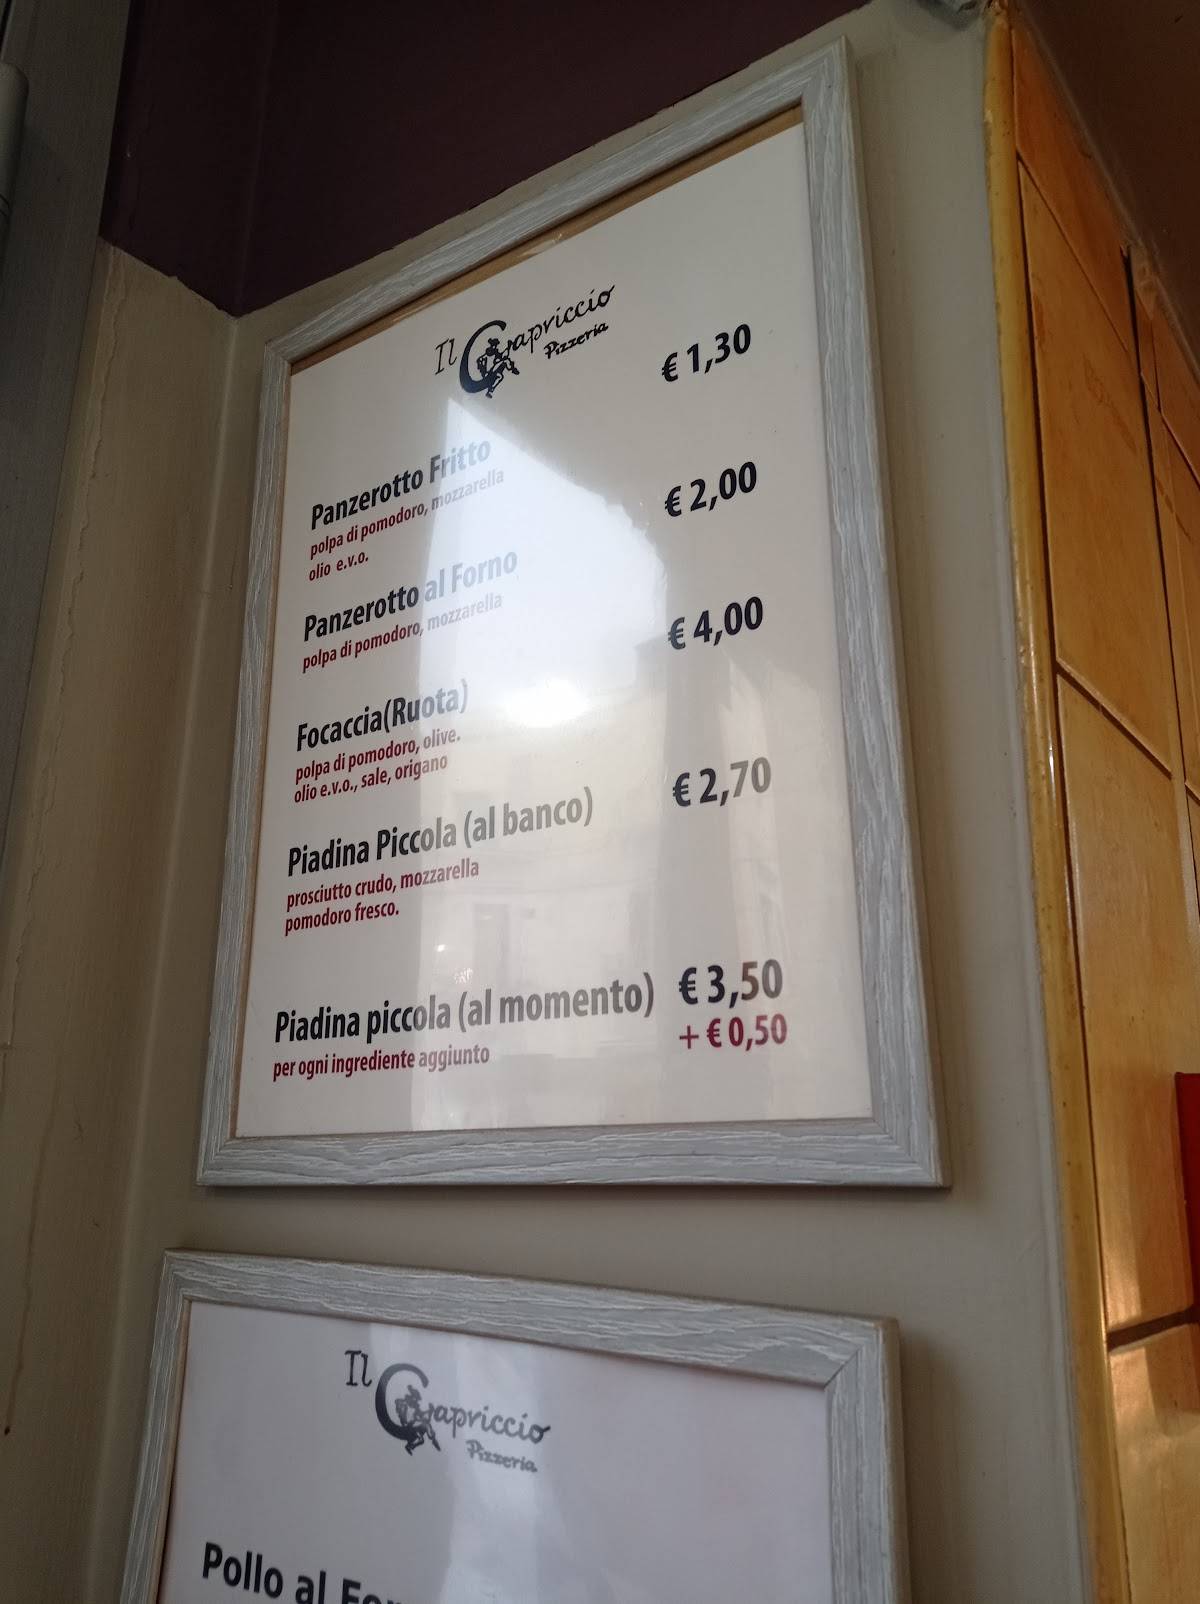 Il Capriccio
Pizzeria
Panzerotto Fritto € 1,30
polpa di pomodoro, mozzarella
olio e.v.o.
Panzerotto al Forno € 2,00
polpa di pomodoro, mozzarella
Focaccia(Ruota) € 4,00
polpa di pomodoro, olive.
olio e.v.o., sale, origano
Piadina Piccola (al banco) € 2,70
prosciutto crudo, mozzarella
pomodoro fresco.
Piadina piccola (al momento) € 3,50
per ogni ingrediente aggiunto + € 0,50
Il Capriccio
Pizzeria
Pollo al